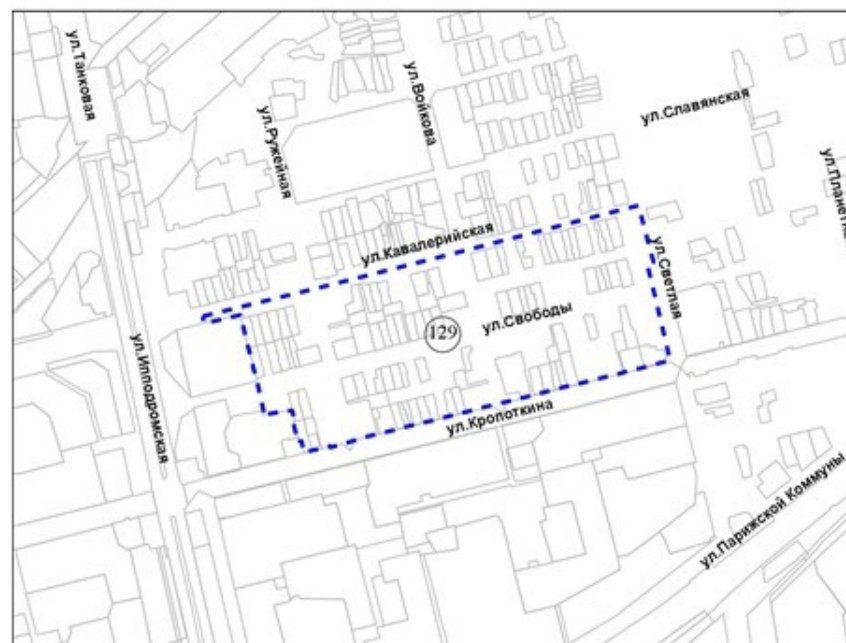 ул.Танковая
ул.Войкова
ул.Ружейная
ул.Славянская
ул.Кавалерийская
ул.Светлая
ул.Свободы
129
ул.Ипподромская
ул.Кропоткина
ул.Парижской Коммуны